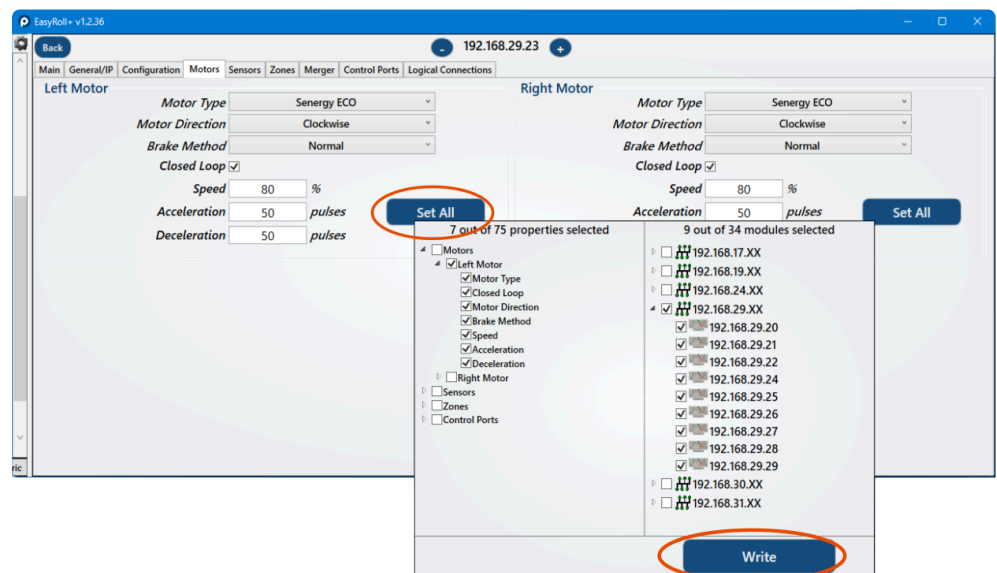 EasyRoll+ v1.2.36
Back
- 192.168.29.23 +
Main General/IP Configuration Motors Sensors Zones Merger Control Ports Logical Connections
Left Motor
Motor Type Senergy ECO
Motor Direction Clockwise
Brake Method Normal
Closed Loop
Speed 80 %
Acceleration 50 pulses Set All
Deceleration 50 pulses
Right Motor
Motor Type Senergy ECO
Motor Direction Clockwise
Brake Method Normal
Closed Loop
Speed 80 %
Acceleration 50 pulses Set All
7 out of 75 properties selected
Motors
Left Motor
Motor Type
Closed Loop
Motor Direction
Brake Method
Speed
Acceleration
Deceleration
Right Motor
Sensors
Zones
Control Ports
9 out of 34 modules selected
192.168.17.XX
192.168.19.XX
192.168.24.XX
192.168.29.XX
192.168.29.20
192.168.29.21
192.168.29.22
192.168.29.24
192.168.29.25
192.168.29.26
192.168.29.27
192.168.29.28
192.168.29.29
192.168.30.XX
192.168.31.XX
Write
ric